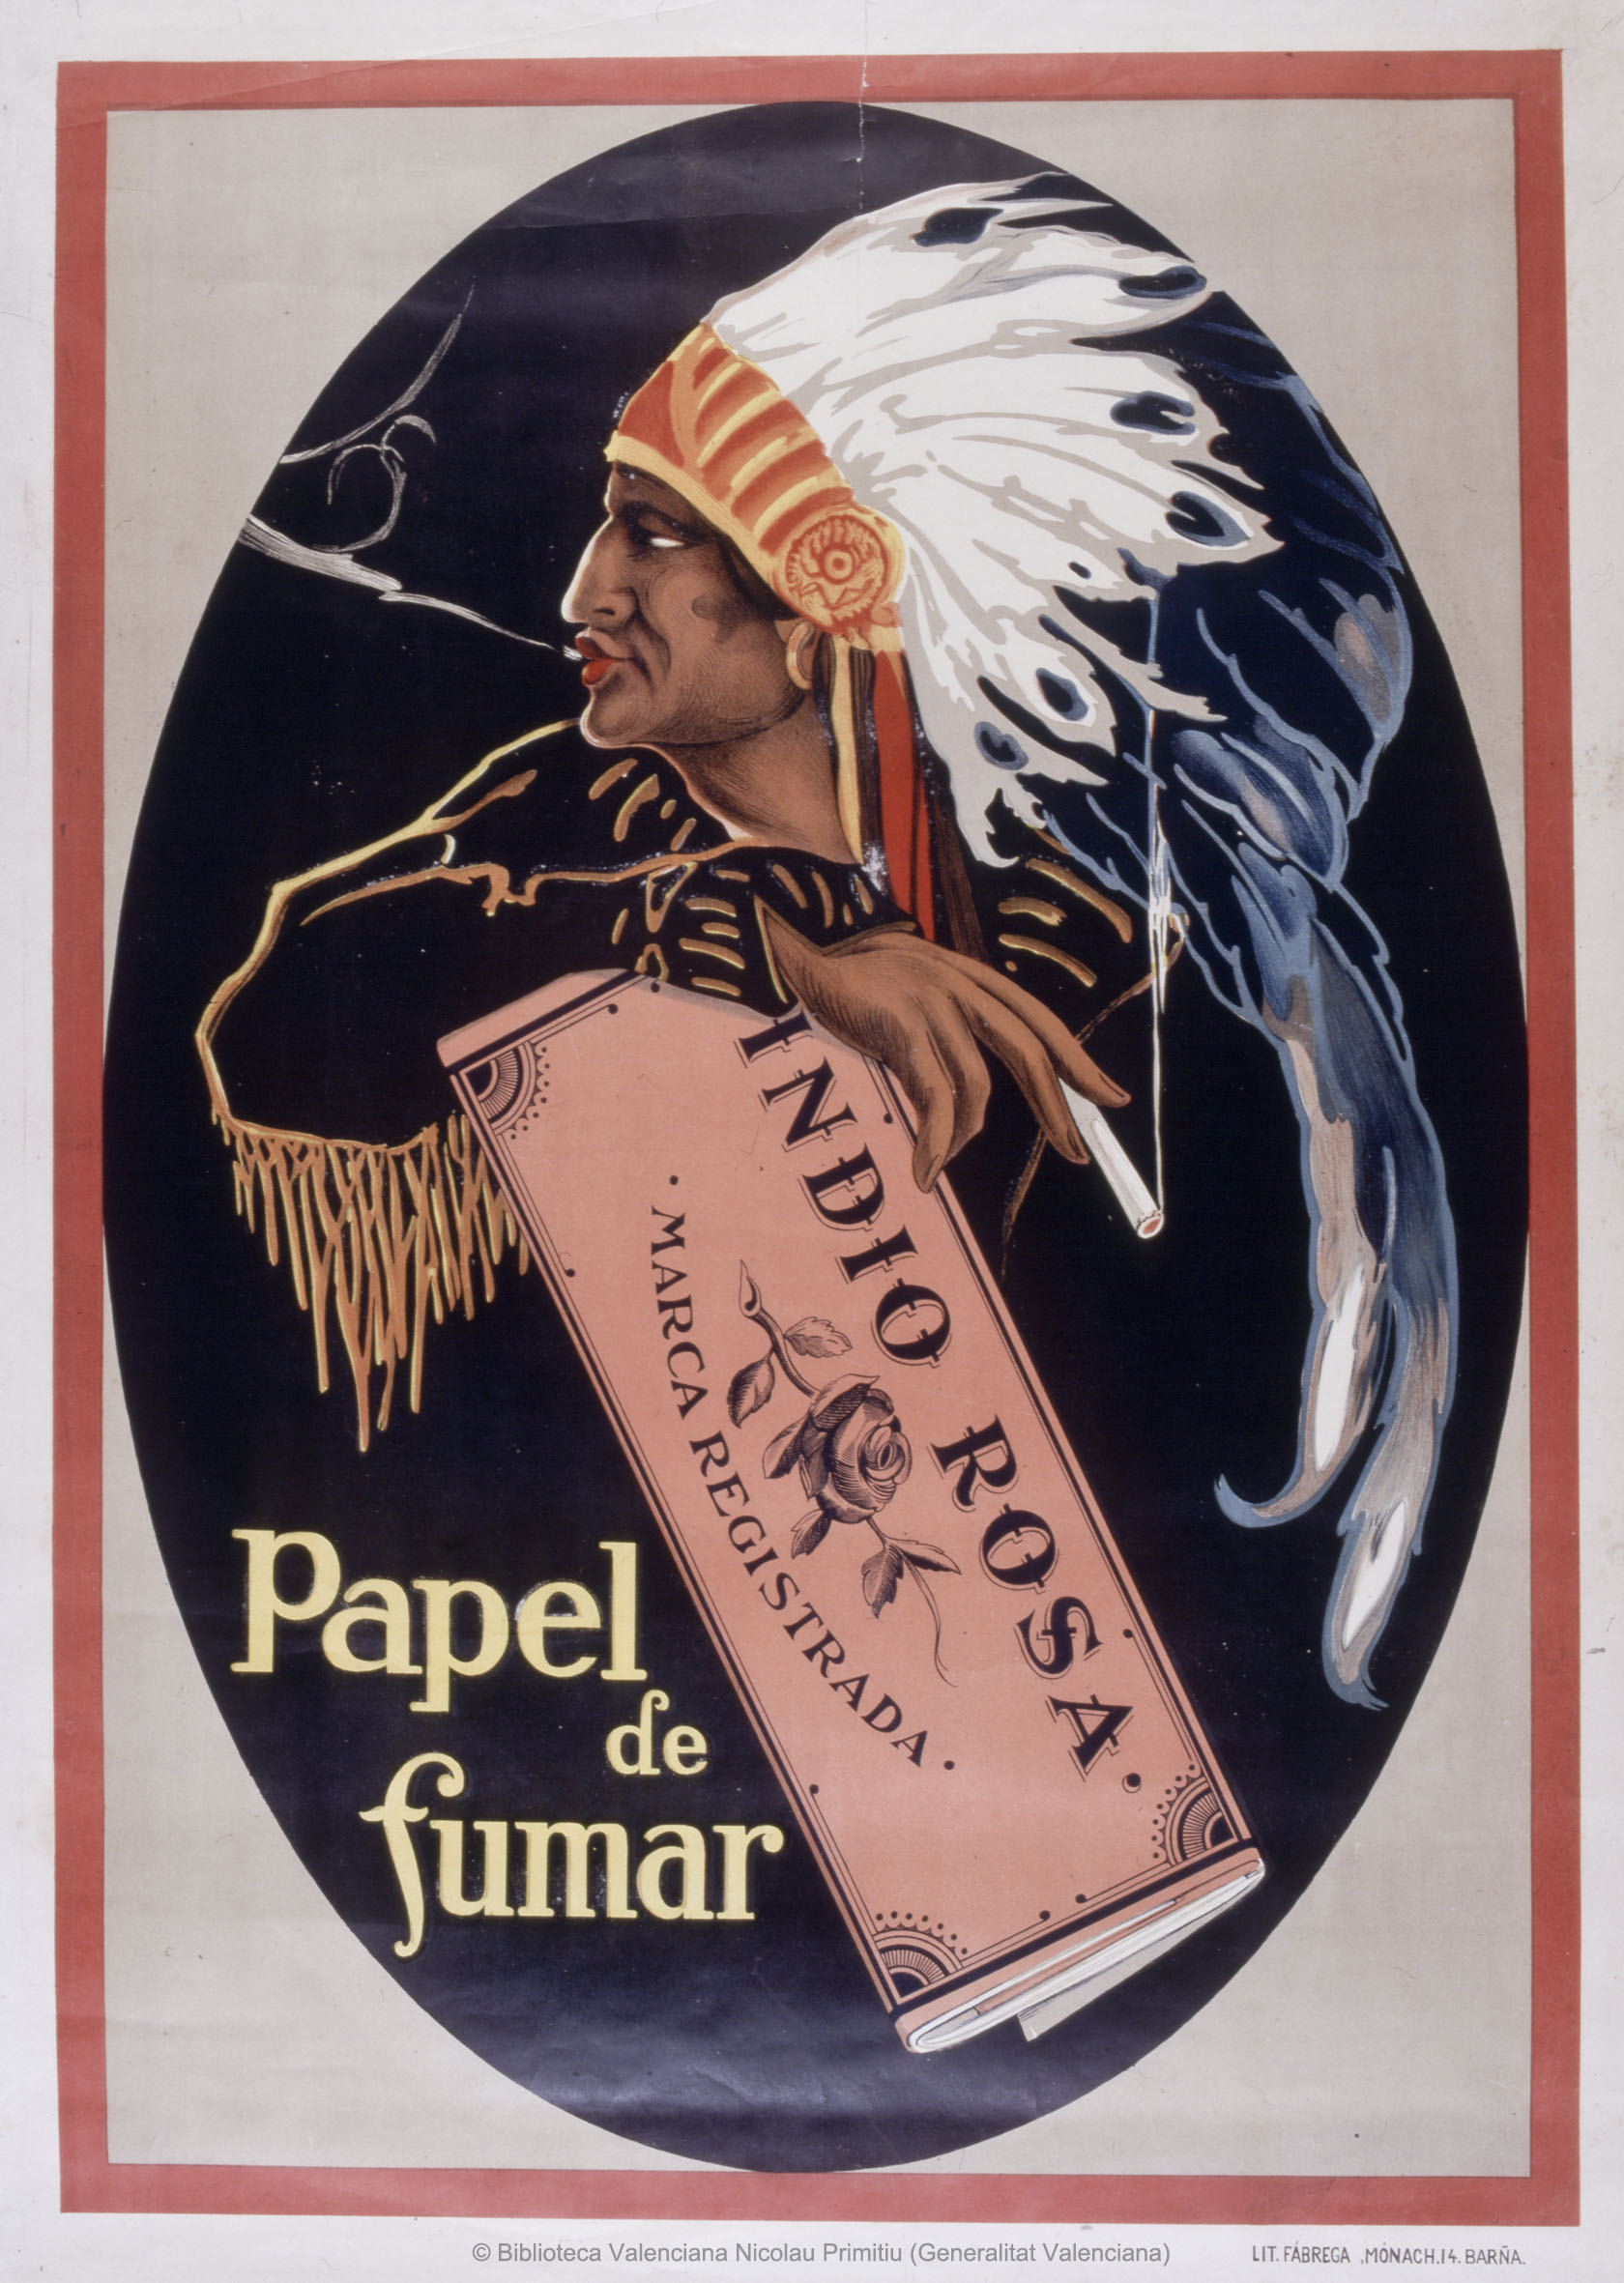 INDIO ROSA.
· MARCA REGISTRADA ·
Papel
de
fumar
© Biblioteca Valenciana Nicolau Primitiu (Generalitat Valenciana)
LIT. FÁBREGA, MÓNACH.14. BARÑA.